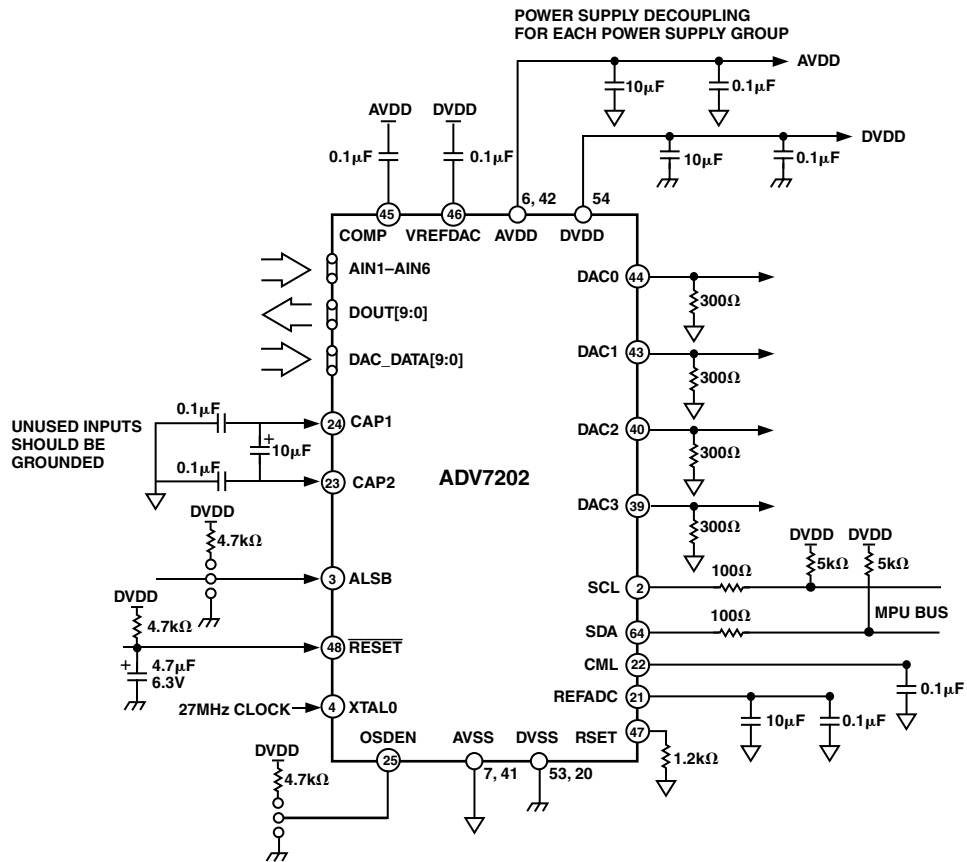 POWER SUPPLY DECOUPLING
FOR EACH POWER SUPPLY GROUP
AVDD
10μF
0.1μF
AVDD
DVDD
DVDD
0.1μF
0.1μF
10μF
0.1μF
6, 42
54
45
46
COMP
VREFDAC
AVDD
DVDD
AIN1–AIN6
DAC0
44
300Ω
DOUT[9:0]
DAC_DATA[9:0]
DAC1
43
300Ω
UNUSED INPUTS
SHOULD BE
GROUNDED
0.1μF
24
CAP1
+
10μF
0.1μF
23
CAP2
ADV7202
DAC2
40
300Ω
DAC3
39
300Ω
DVDD
4.7kΩ
3
ALSB
DVDD
DVDD
5kΩ
5kΩ
100Ω
SCL
2
MPU BUS
100Ω
SDA
64
DVDD
4.7kΩ
48
RESET
+
4.7μF
6.3V
CML
22
0.1μF
REFADC
21
10μF
0.1μF
27MHz CLOCK
4
XTAL0
RSET
47
1.2kΩ
OSDEN
25
AVSS
DVSS
7, 41
53, 20
DVDD
4.7kΩ